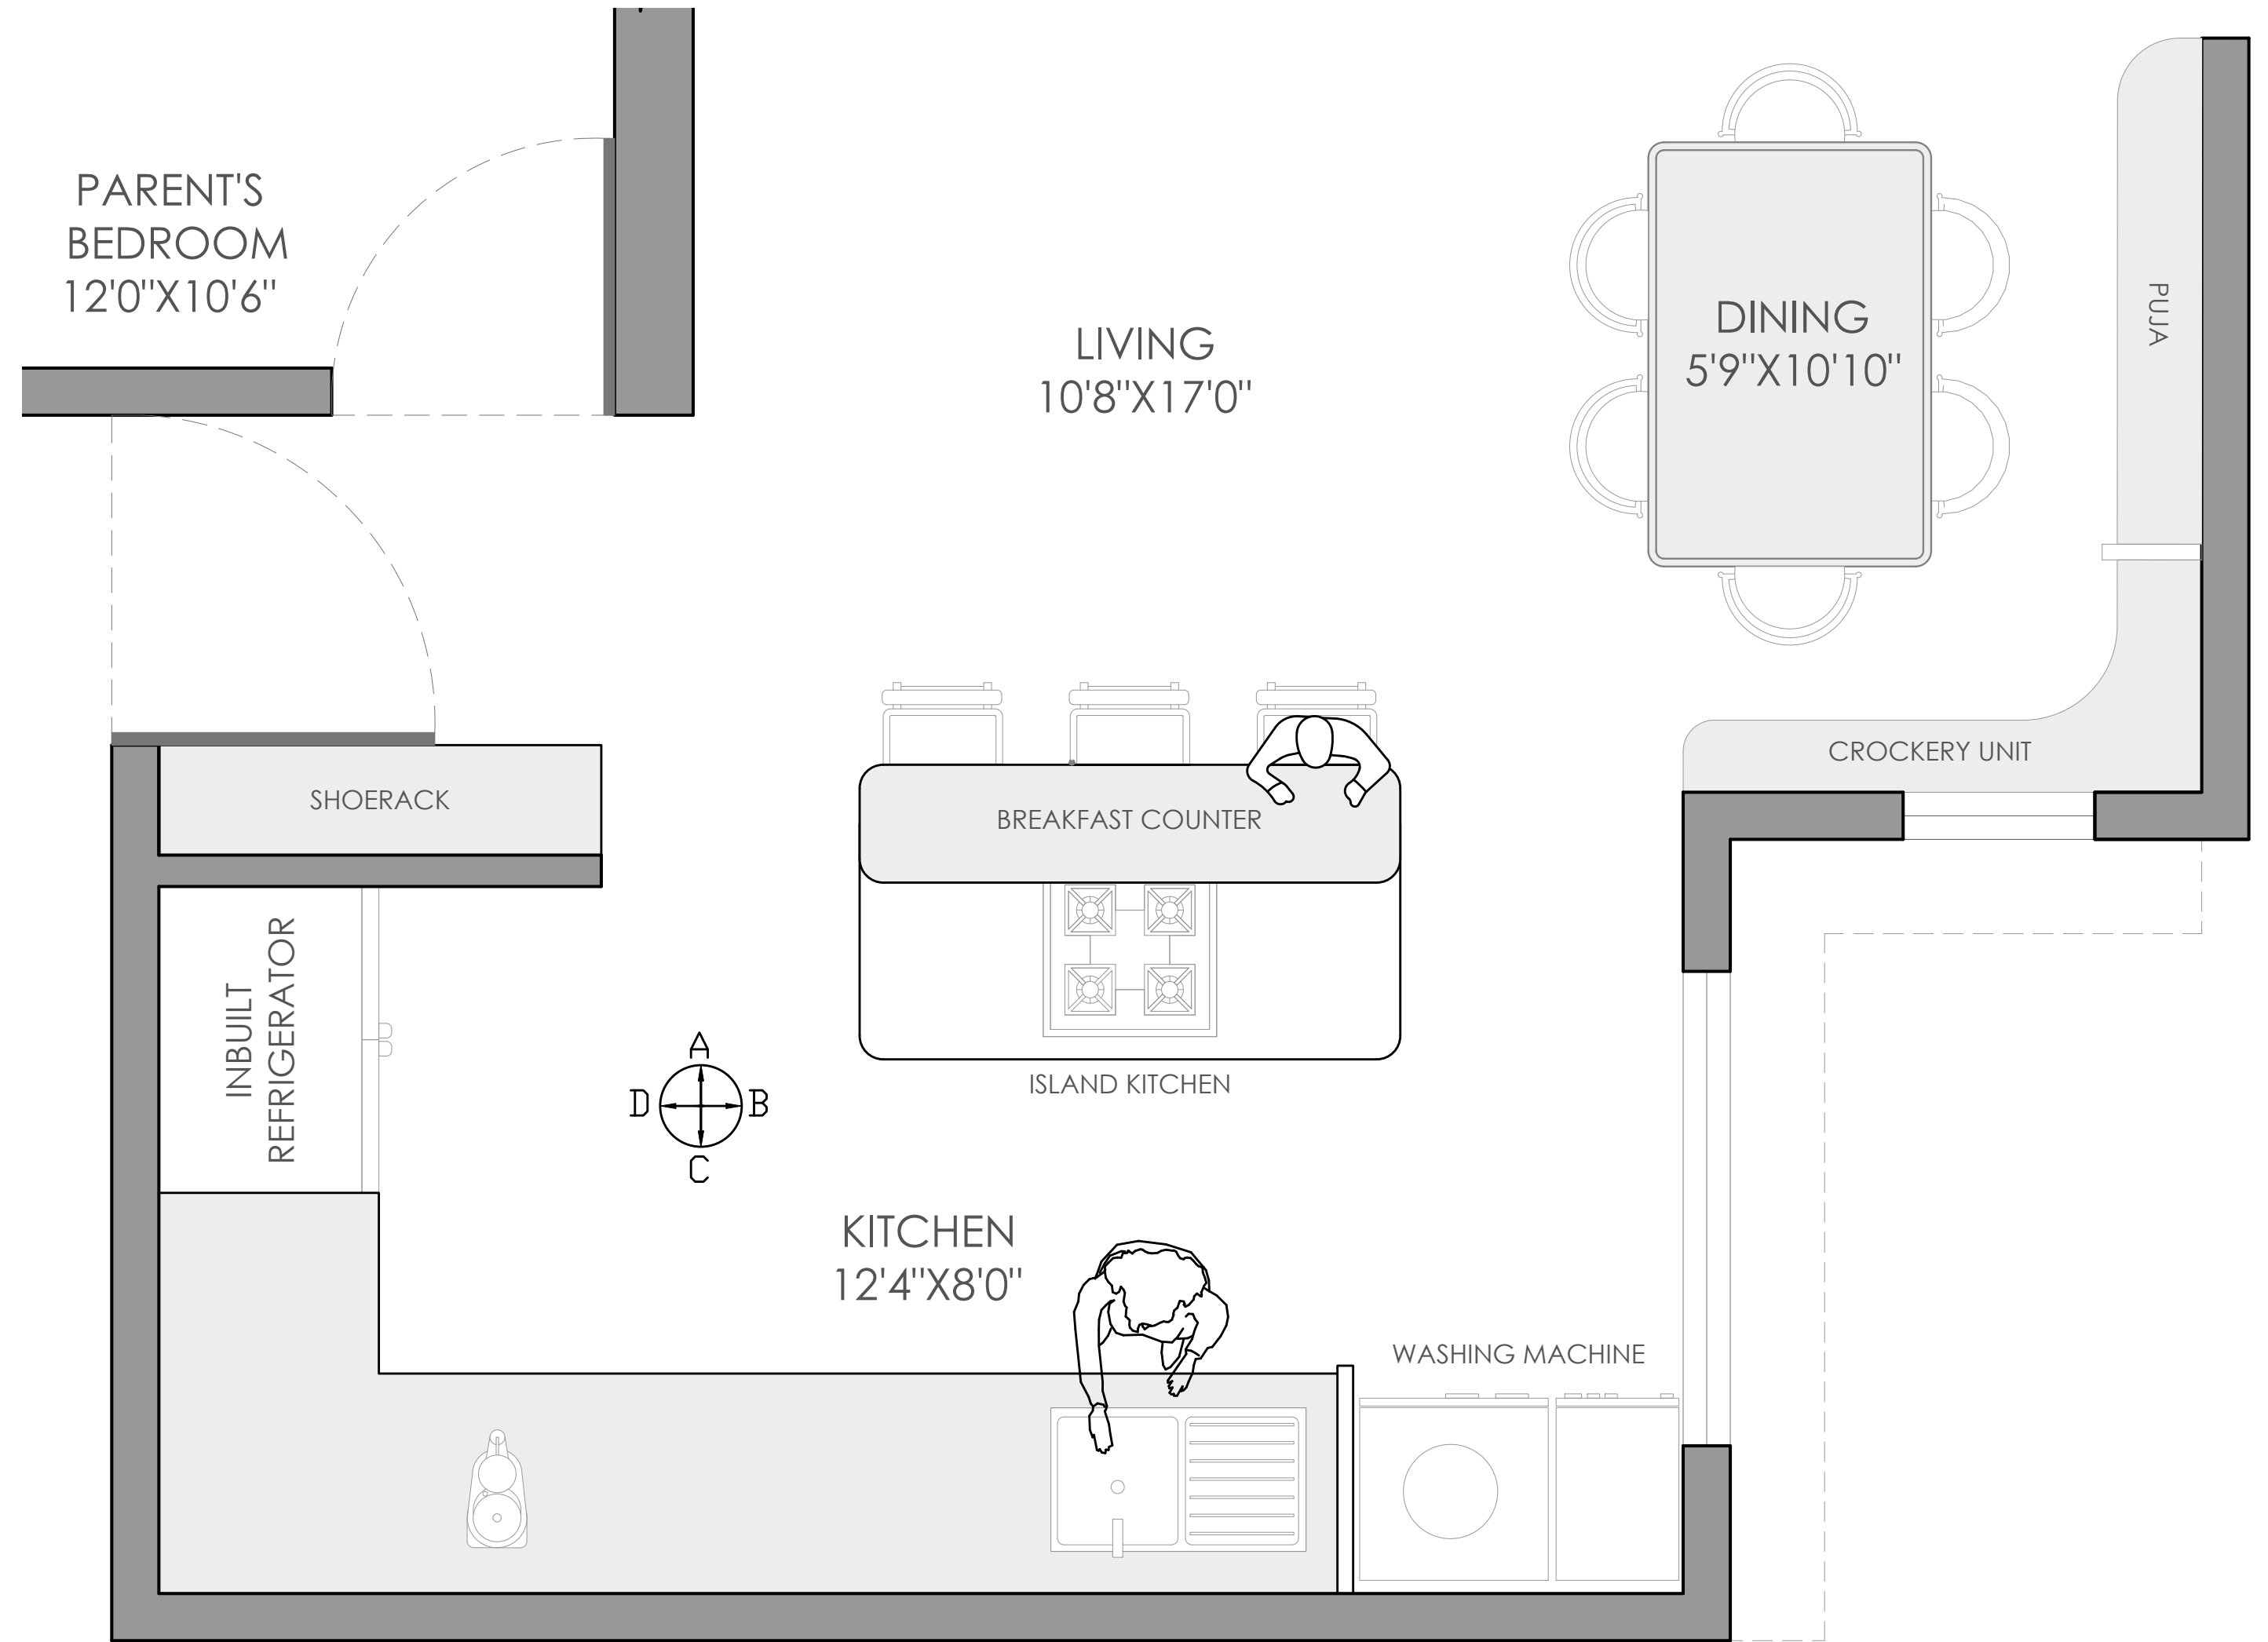 PARENT'S
BEDROOM
12'0"X10'6"
LIVING
10'8"X17'0"
DINING
5'9"X10'10"
PUJA
CROCKERY UNIT
SHOERACK
BREAKFAST COUNTER
INBUILT
REFRIGERATOR
ISLAND KITCHEN
A
D B
C
KITCHEN
12'4"X8'0"
WASHING MACHINE